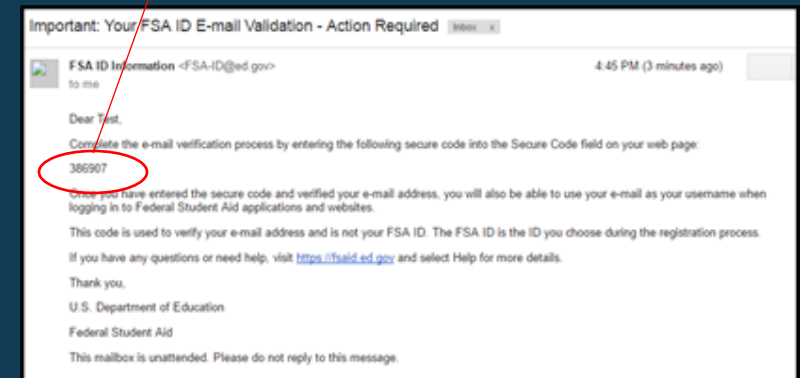 Important: Your FSA ID E-mail Validation - Action Required Inbox x
FSA ID Information <FSA-ID@ed.gov> 4:45 PM (3 minutes ago)
to me
Dear Test,
Complete the e-mail verification process by entering the following secure code into the Secure Code field on your web page:
386907
Once you have entered the secure code and verified your e-mail address, you will also be able to use your e-mail as your username when
logging in to Federal Student Aid applications and websites.
This code is used to verify your e-mail address and is not your FSA ID. The FSA ID is the ID you choose during the registration process.
If you have any questions or need help, visit https://fsaid.ed.gov and select Help for more details.
Thank you,
U.S. Department of Education
Federal Student Aid
This mailbox is unattended. Please do not reply to this message.